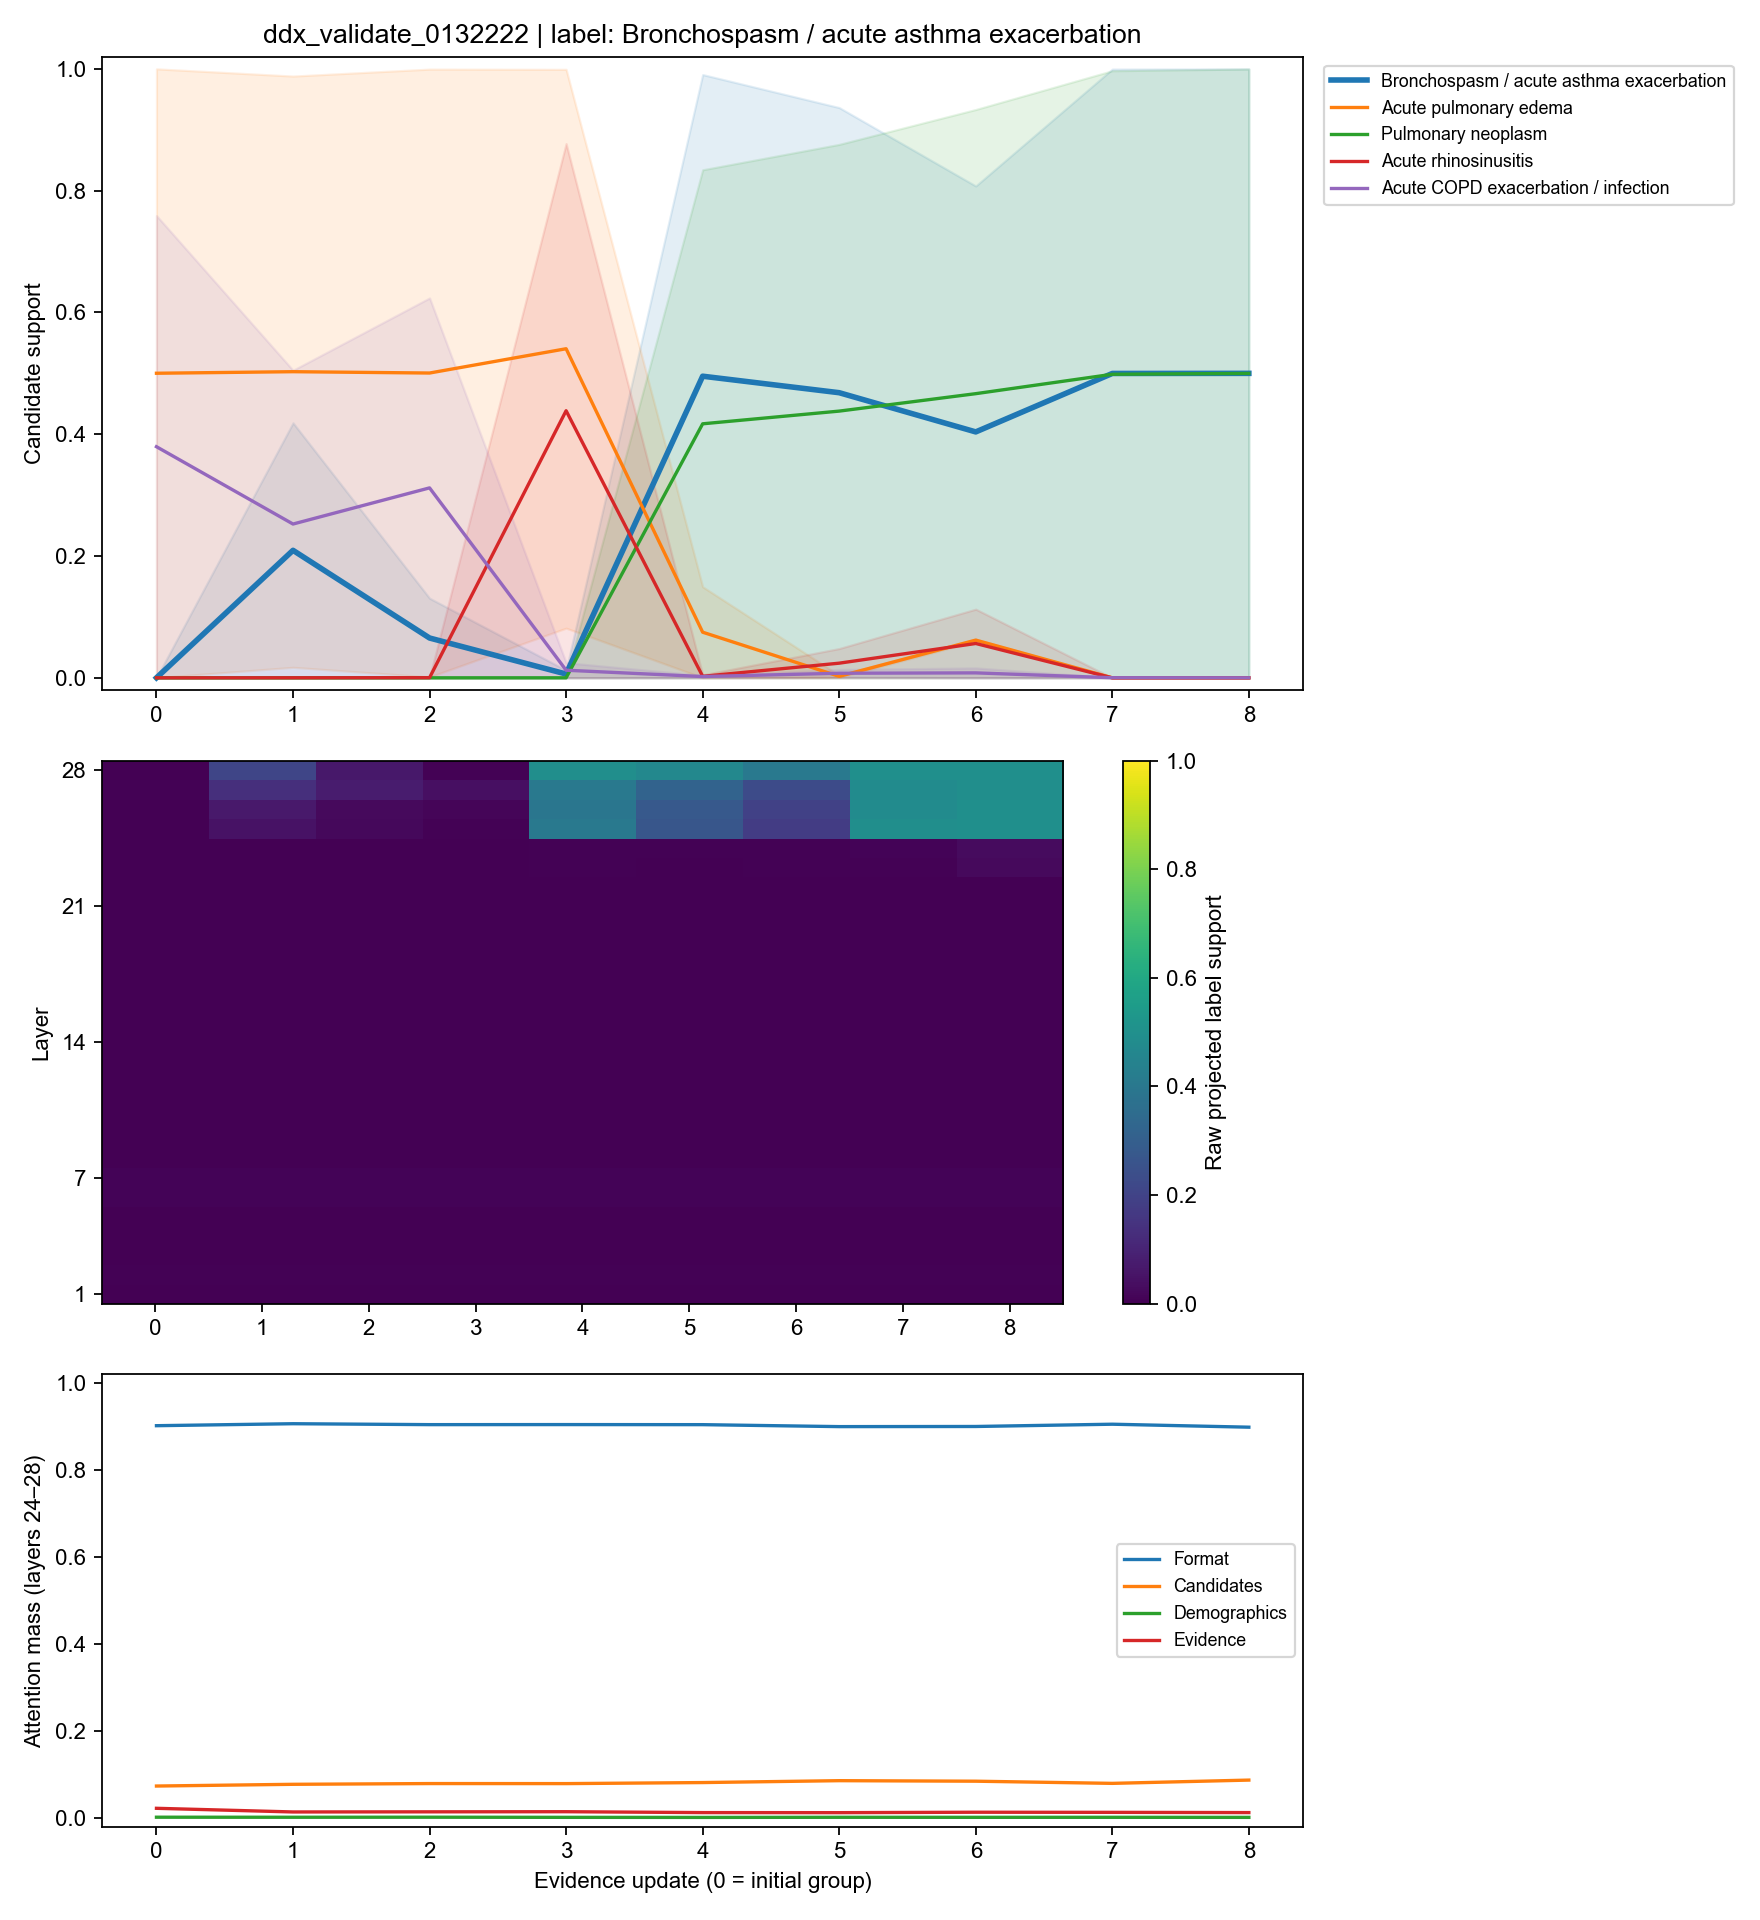 ddx_validate_0132222 | label: Bronchospasm / acute asthma exacerbation
Candidate support
1.0
0.8
0.6
0.4
0.2
0.0
0 1 2 3 4 5 6 7 8
Bronchospasm / acute asthma exacerbation
Acute pulmonary edema
Pulmonary neoplasm
Acute rhinosinusitis
Acute COPD exacerbation / infection
Layer
28
21
14
7
1
0 1 2 3 4 5 6 7 8
1.0
0.8
0.6
0.4
0.2
0.0
Raw projected label support
Attention mass (layers 24–28)
1.0
0.8
0.6
0.4
0.2
0.0
Format
Candidates
Demographics
Evidence
0 1 2 3 4 5 6 7 8
Evidence update (0 = initial group)